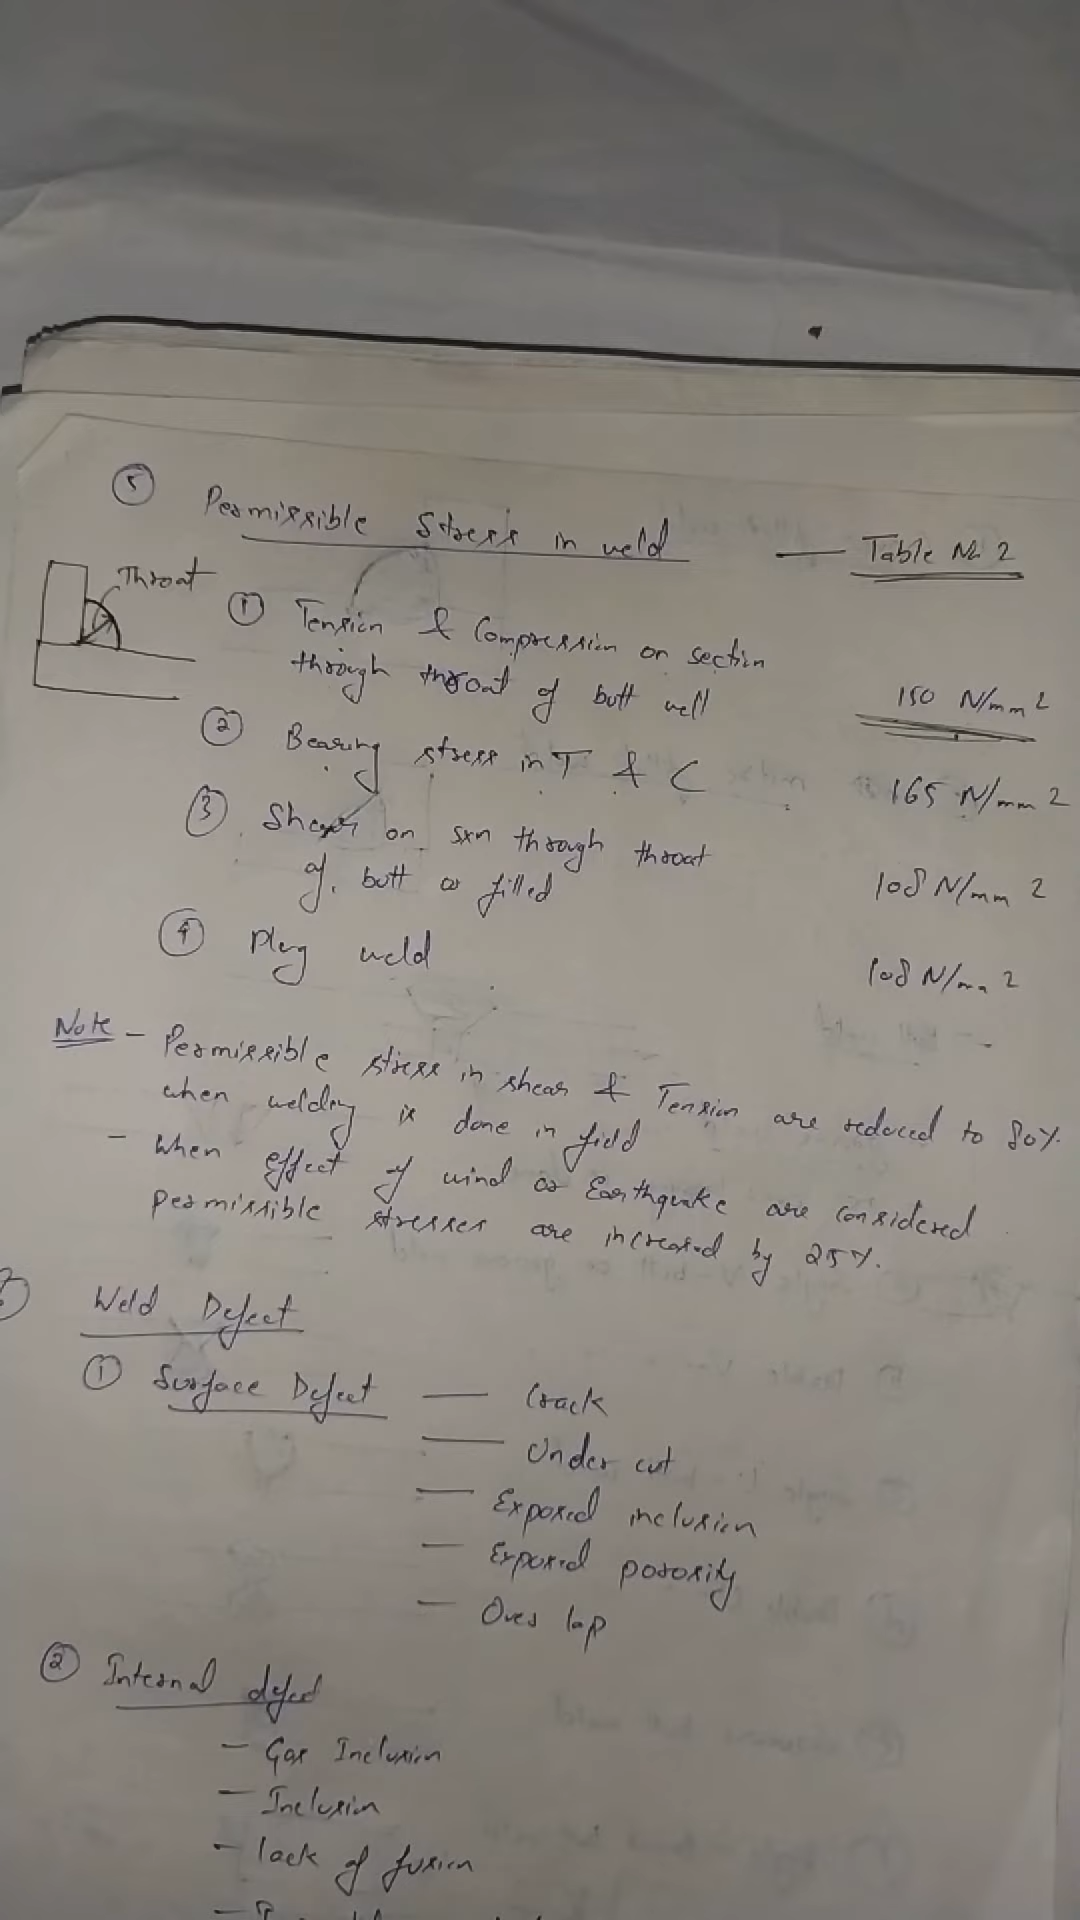 5 Permissible Stress in weld — Table No 2
Throat
1 Tension & Compression on section
through throat of butt well 150 N/mm2
2 Bearing stress in T & C 165 N/mm2
3 Shear on sxn through throat
of butt or filled 108 N/mm2
4 Plug weld 108 N/mm2
Note - Permissible stress in shear & Tension are reduced to 80%
when welding is done in field
- When effect of wind or Earthquake are considered
permissible stresses are increased by 25%.
Weld Defect
1 Surface Defect — Crack
— Under cut
— Exposed inclusion
— Exposed porosity
— Over lap
2 Internal defect
- Gas Inclusion
- Inclusion
- lack of fusion